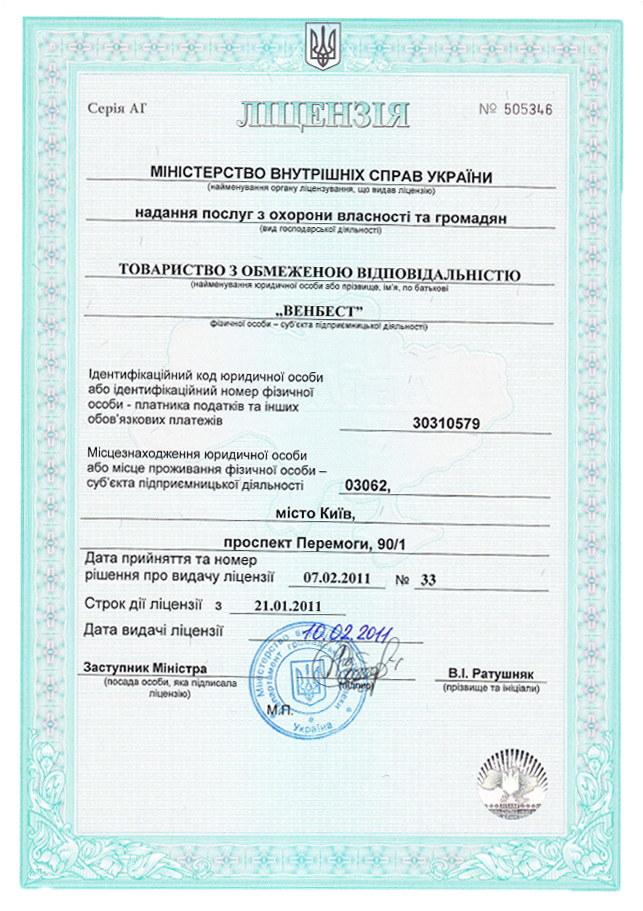 Серія АГ
ЛІЦЕНЗІЯ
№ 505346
МІНІСТЕРСТВО ВНУТРІШНІХ СПРАВ УКРАЇНИ
(найменування органу ліцензування, що видав ліцензію)
надання послуг з охорони власності та громадян
(вид господарської діяльності)
ТОВАРИСТВО З ОБМЕЖЕНОЮ ВІДПОВІДАЛЬНІСТЮ
(найменування юридичної особи або прізвище, ім'я, по батькові
„ВЕНБЕСТ”
фізичної особи – суб'єкта підприємницької діяльності)
Ідентифікаційний код юридичної особи
або ідентифікаційний номер фізичної
особи - платника податків та інших
обов'язкових платежів 30310579
Місцезнаходження юридичної особи
або місце проживання фізичної особи –
суб'єкта підприємницької діяльності 03062,
місто Київ,
проспект Перемоги, 90/1
Дата прийняття та номер
рішення про видачу ліцензії 07.02.2011 № 33
Строк дії ліцензії з 21.01.2011
Дата видачі ліцензії 10.02.2011
Заступник Міністра В.І. Ратушняк
(посада особи, яка підписала (підпис) (прізвище та ініціали)
ліцензію)
М.П.
Україна